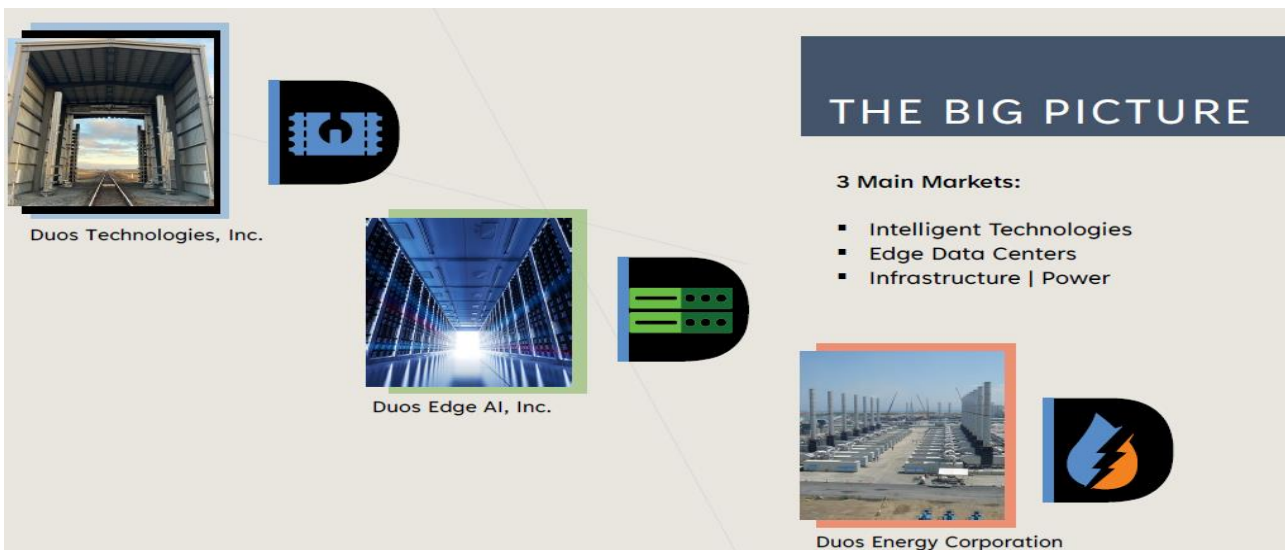 THE BIG PICTURE
3 Main Markets:
▪ Intelligent Technologies
▪ Edge Data Centers
▪ Infrastructure | Power
Duos Technologies, Inc.
Duos Edge AI, Inc.
Duos Energy Corporation